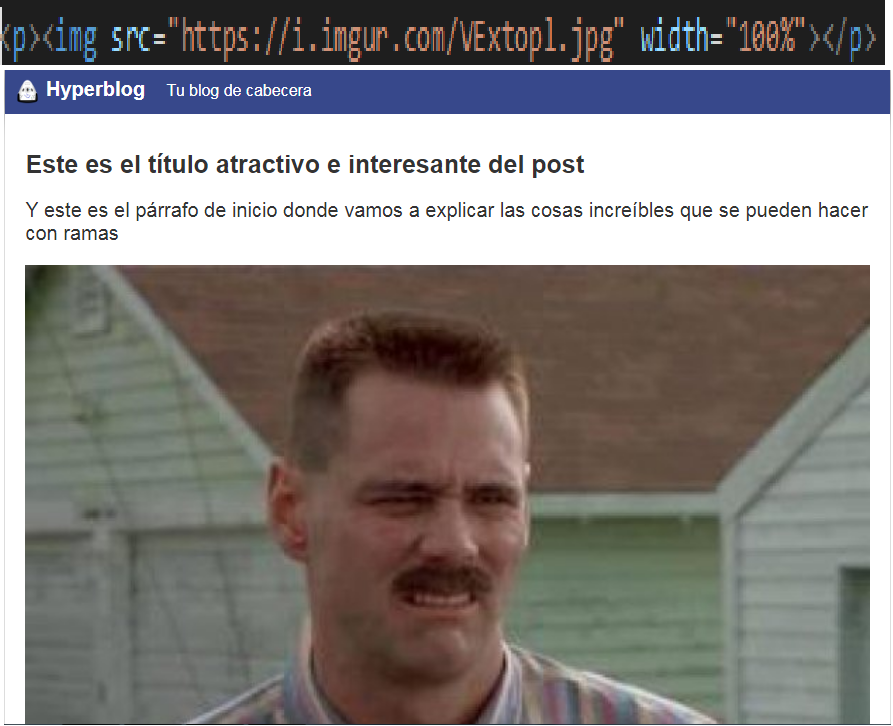 <p><img src="https://i.imgur.com/VExtopl.jpg" width="100%"></p>
Hyperblog Tu blog de cabecera
Este es el título atractivo e interesante del post
Y este es el párrafo de inicio donde vamos a explicar las cosas increíbles que se pueden hacer
con ramas